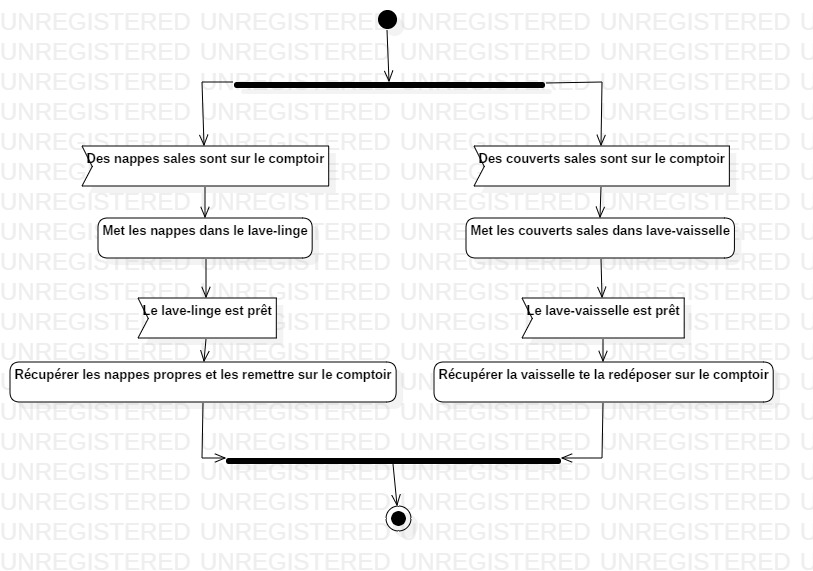 Des nappes sales sont sur le comptoir
Des couverts sales sont sur le comptoir
Met les nappes dans le lave-linge
Met les couverts sales dans lave-vaisselle
Le lave-linge est prêt
Le lave-vaisselle est prêt
Récupérer les nappes propres et les remettre sur le comptoir
Récupérer la vaisselle te la redéposer sur le comptoir
UNREGISTERED